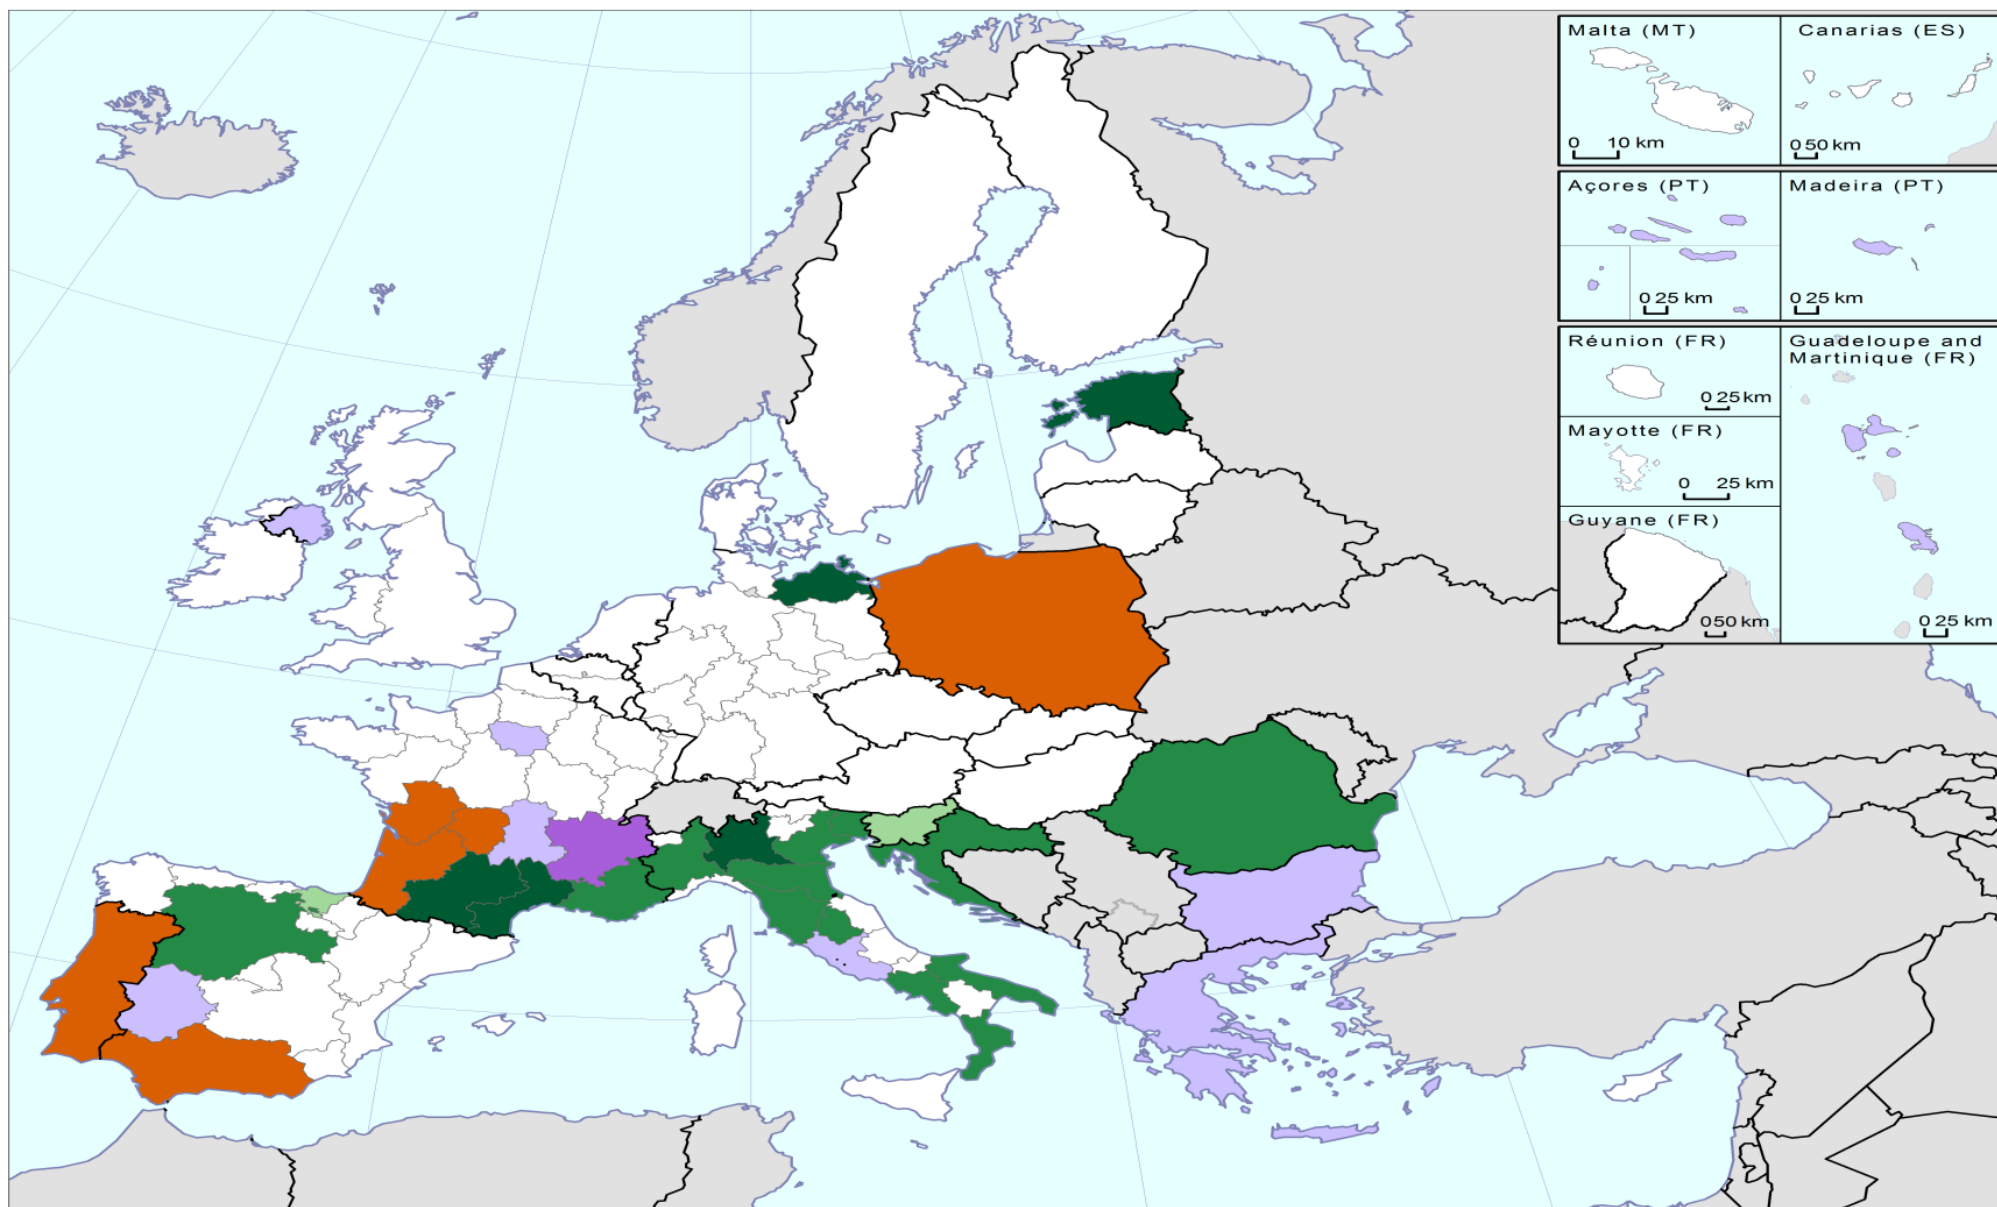 Malta (MT)
0 10 km
Canarias (ES)
0 50 km
Açores (PT)
0 25 km
Madeira (PT)
0 25 km
Réunion (FR)
0 25 km
Mayotte (FR)
0 25 km
Guyane (FR)
0 50 km
Guadeloupe and
Martinique (FR)
0 25 km